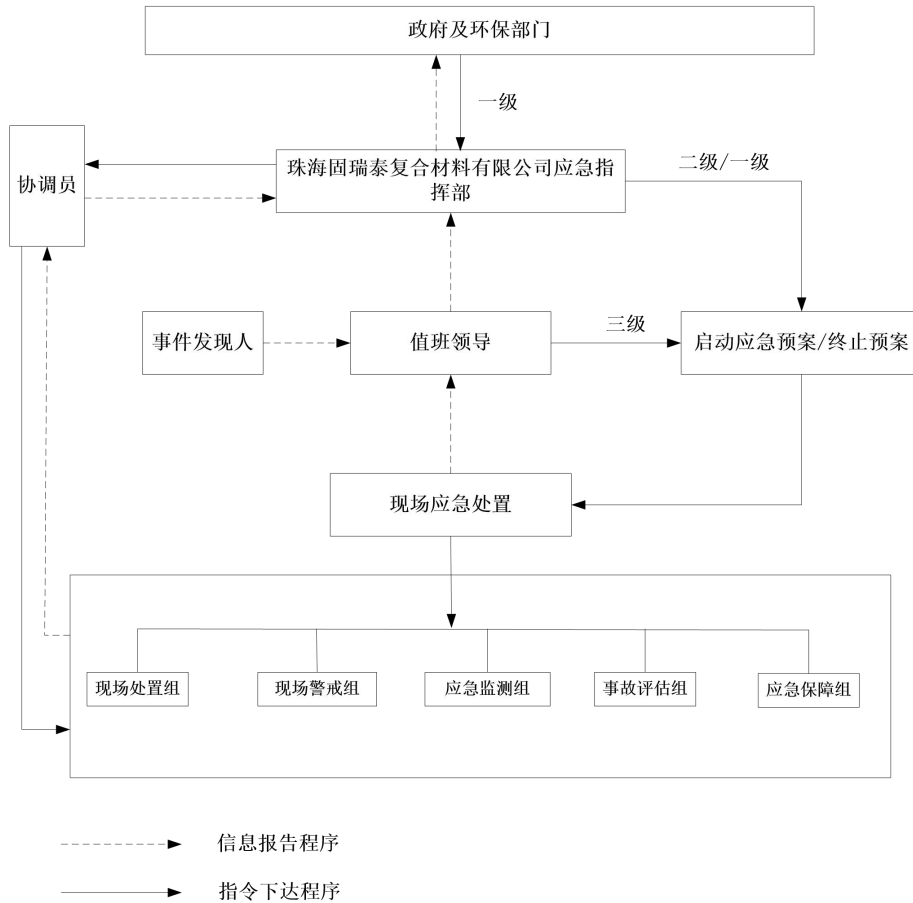 政府及环保部门
一级
珠海固瑞泰复合材料有限公司应急指
挥部
二级/一级
协调员
事件发现人
值班领导
三级
启动应急预案/终止预案
现场应急处置
现场处置组
现场警戒组
应急监测组
事故评估组
应急保障组
信息报告程序
指令下达程序